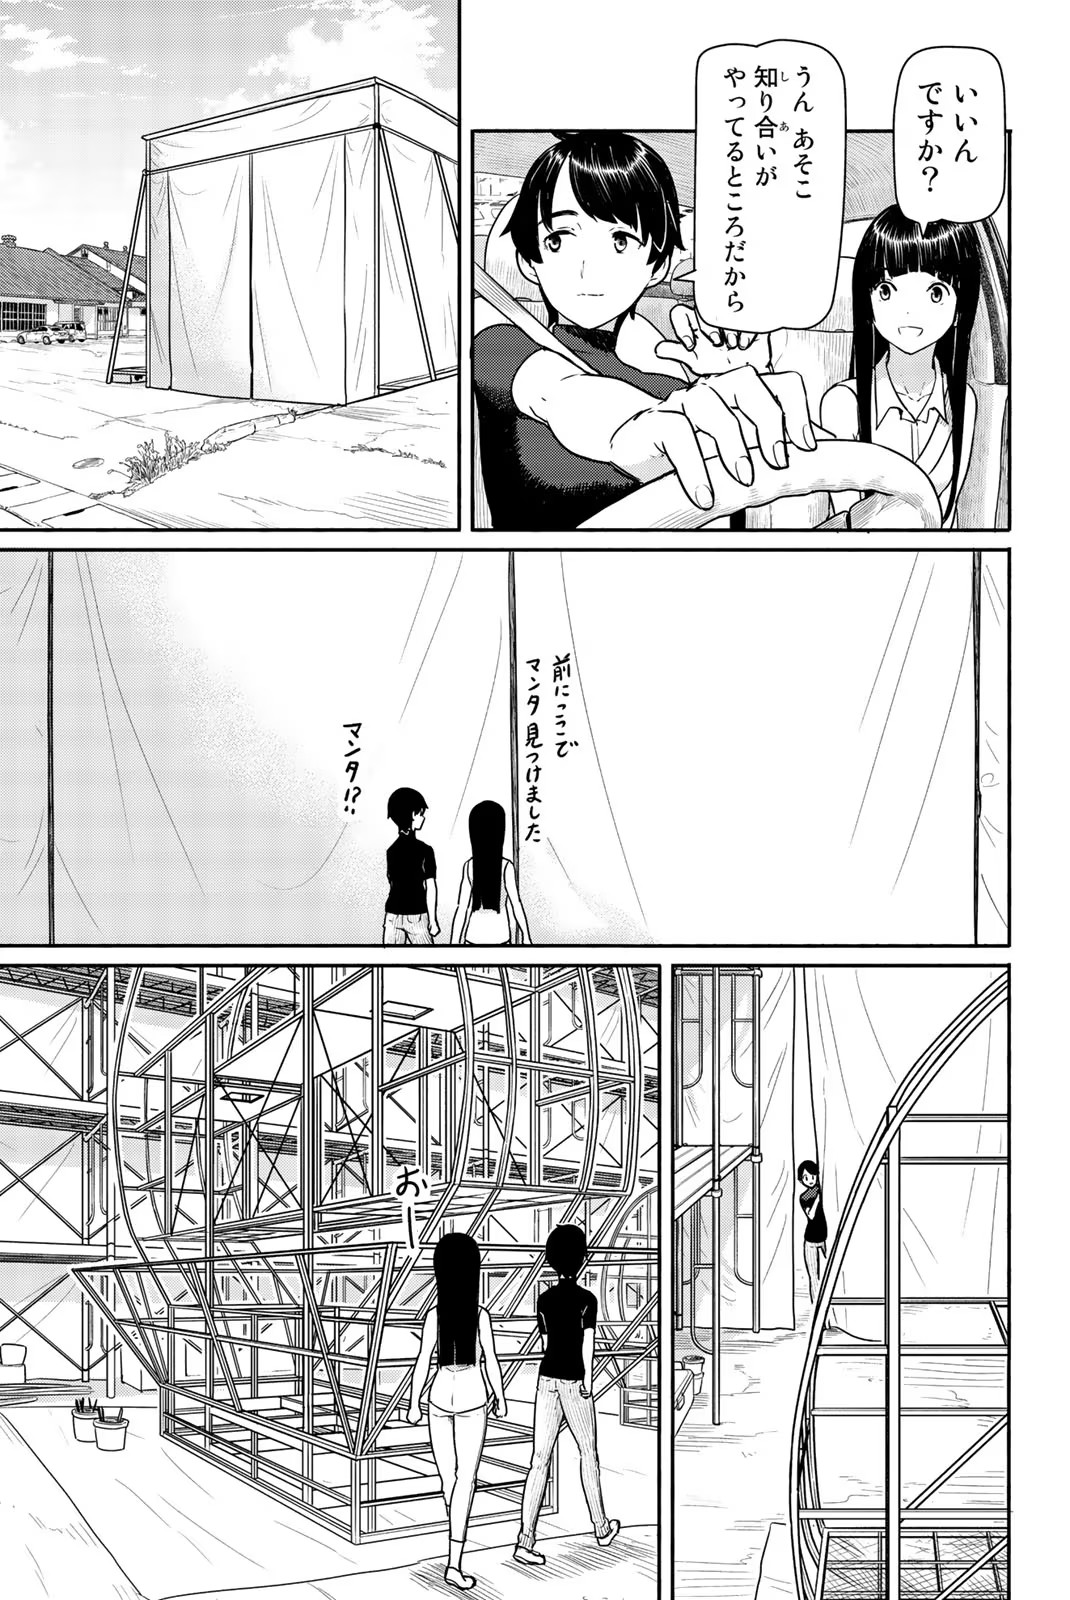 いいん
ですか？
うん あそこ
知り合いが
やってるところだから
前にここで
マンタ見つけました
マンタ!?
おー